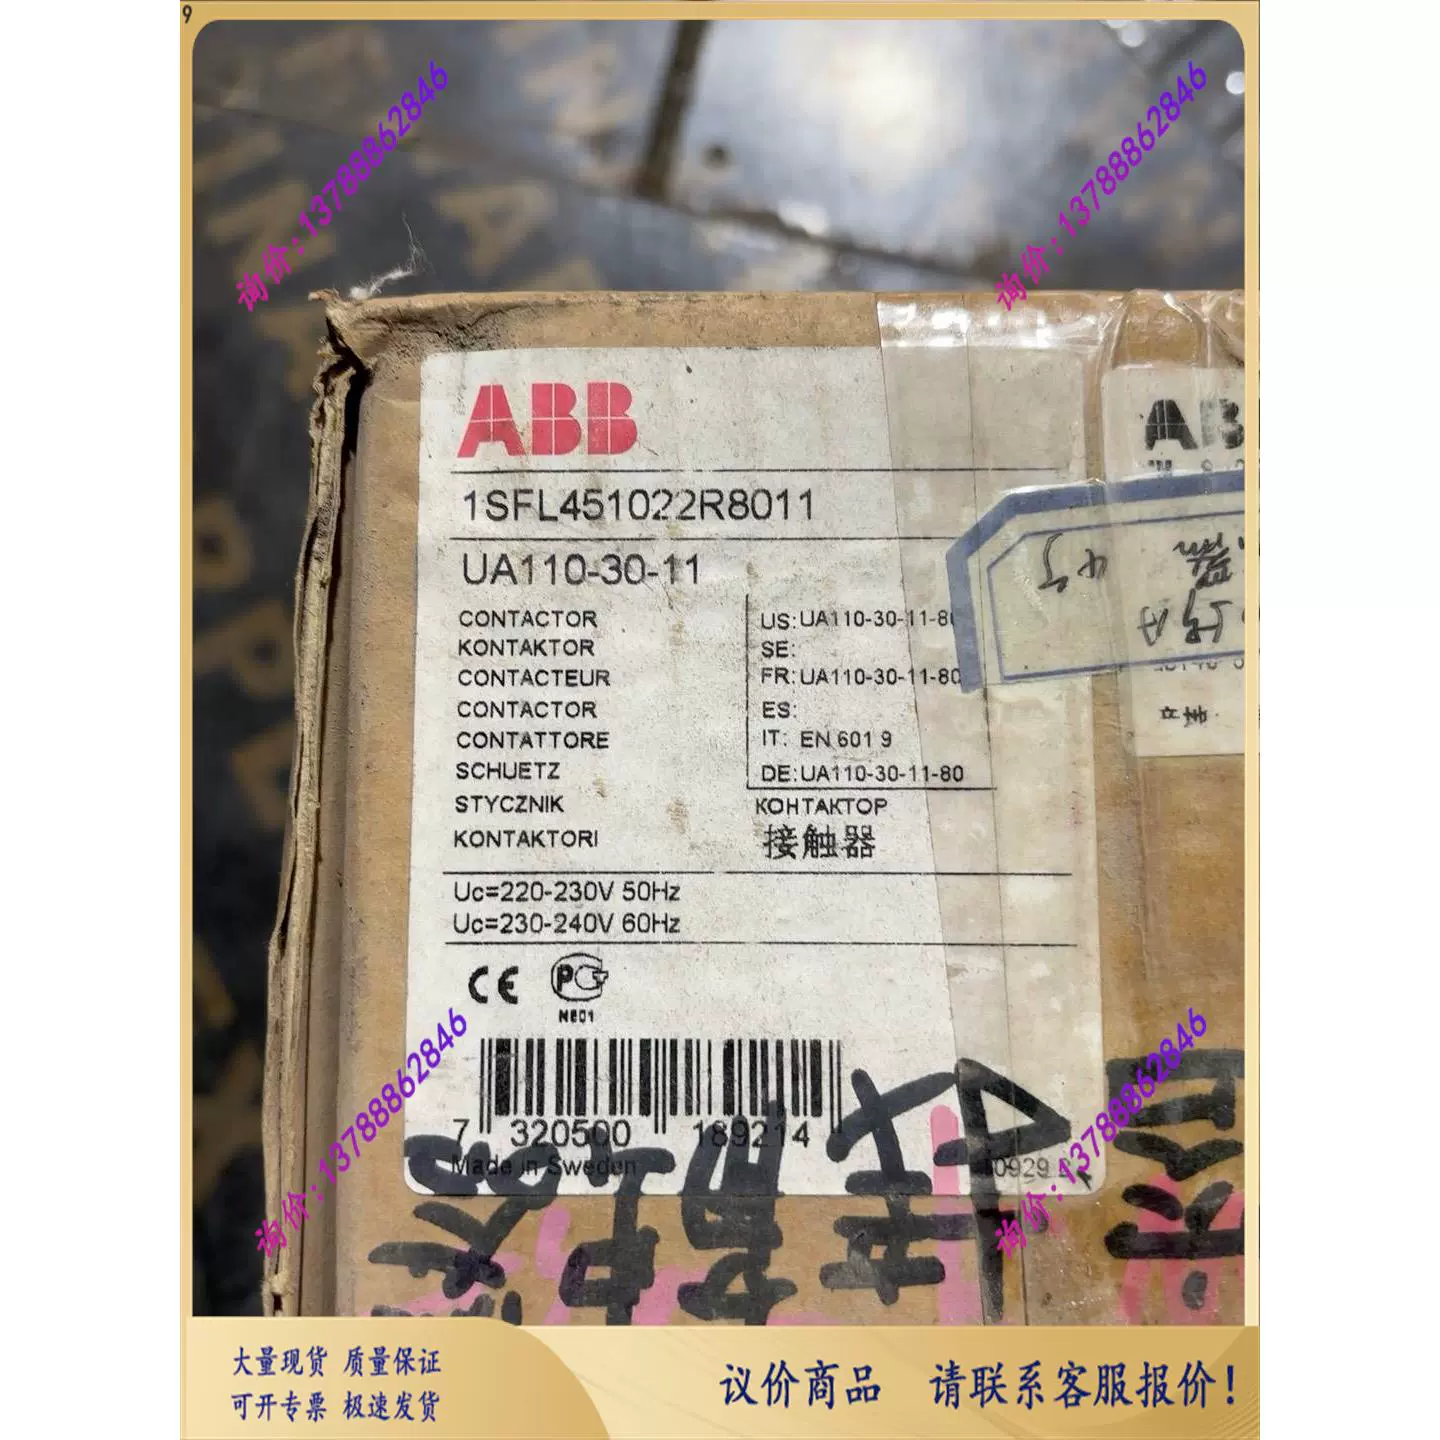 9
询价:13788862846
询价:13788862846
ABB
1SFL451022R8011
UA110-30-11
CONTACTOR
KONTAKTOR
CONTACTEUR
CONTACTOR
CONTATTORE
SCHUETZ
STYCZNIK
KONTAKTORI
US:UA110-30-11-80
SE:
FR:UA110-30-11-80
ES:
IT: EN 601 9
DE:UA110-30-11-80
КОНТАКТОР
接触器
Uc=220-230V 50Hz
Uc=230-240V 60Hz
CE
N801
7 320500 189214
Made in Sweden
AB
询价:13788862846
询价:13788862846
大量现货 质量保证
可开专票 极速发货
议价商品 请联系客服报价!